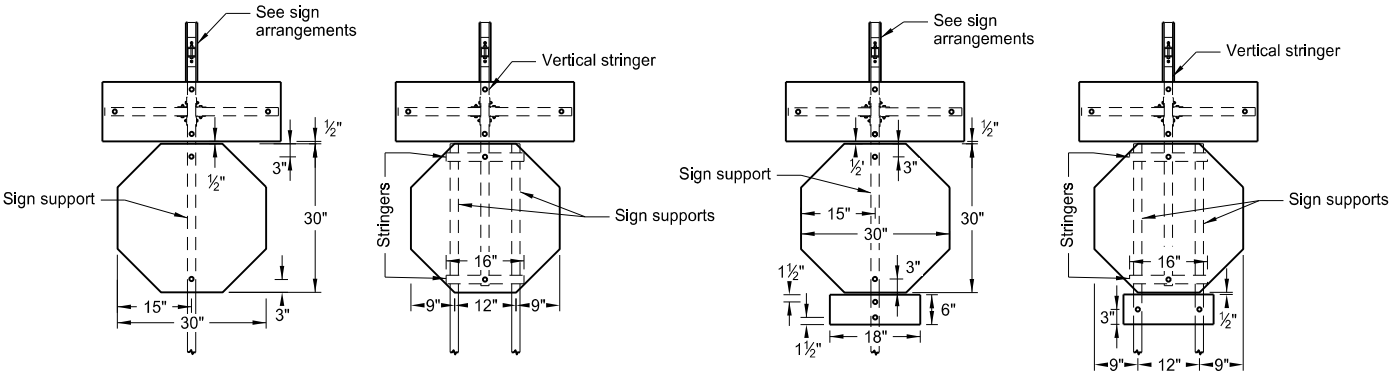 See sign
arrangements
½"
3"
½"
Sign support
30"
15"
30"
3"
Vertical stringer
Stringers
Sign supports
16"
9"
12"
9"
See sign
arrangements
½"
½'
3"
Sign support
15"
30"
30"
3"
1½"
6"
18"
1½"
Vertical stringer
Stringers
Sign supports
16"
3"
½"
9"
12"
9"